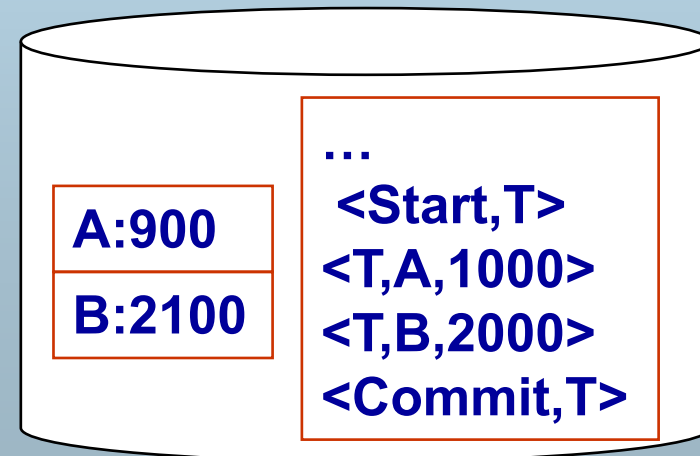 A:900
B:2100
…
<Start,T>
<T,A,1000>
<T,B,2000>
<Commit,T>